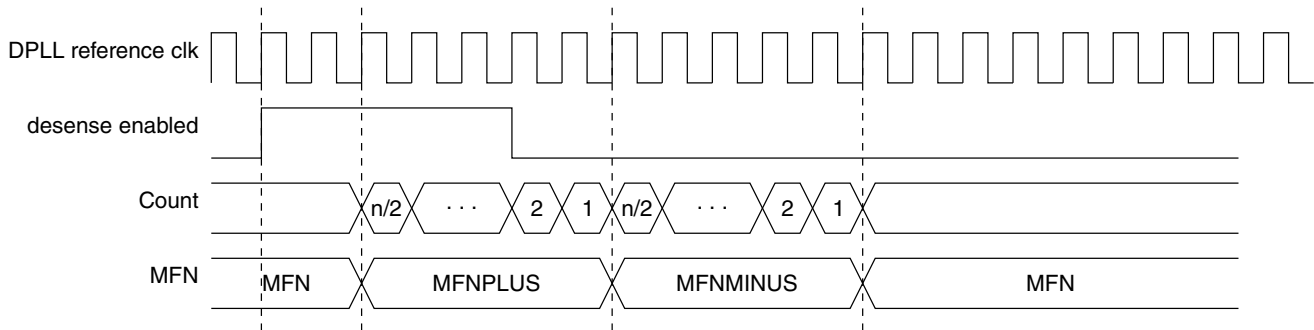 DPLL reference clk
desense enabled
Count n/2 · · · 2 1 n/2 · · · 2 1
MFN MFN MFNPLUS MFNMINUS MFN